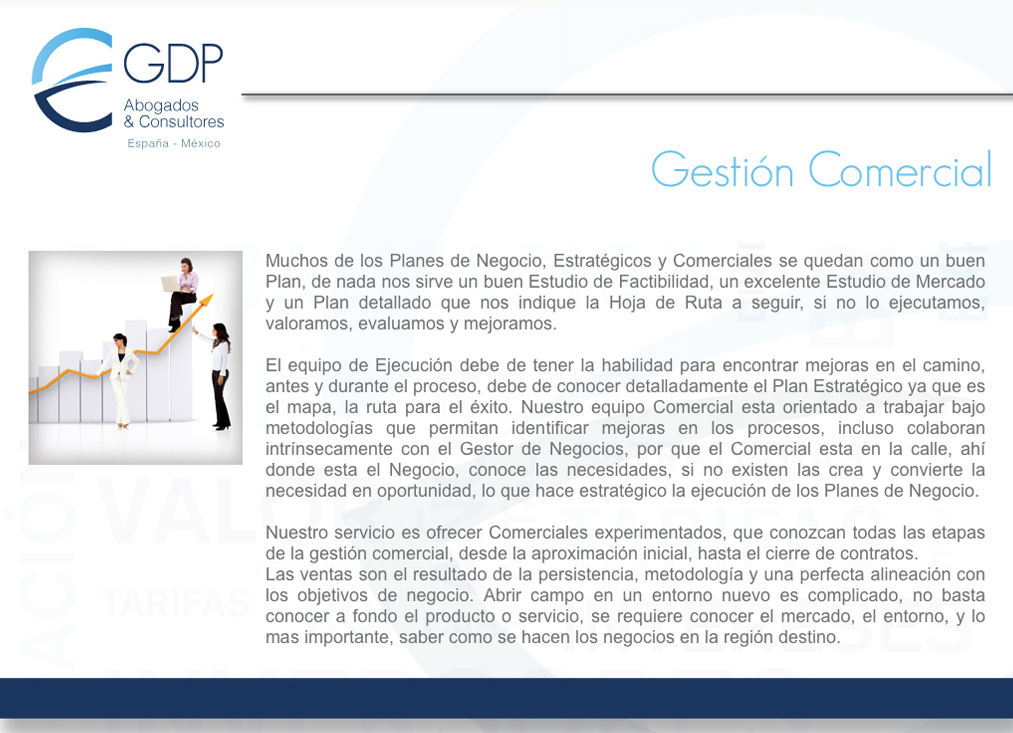 GDP
Abogados
& Consultores
España - México
Gestión Comercial
Muchos de los Planes de Negocio, Estratégicos y Comerciales se quedan como un buen
Plan, de nada nos sirve un buen Estudio de Factibilidad, un excelente Estudio de Mercado
y un Plan detallado que nos indique la Hoja de Ruta a seguir, si no lo ejecutamos,
valoramos, evaluamos y mejoramos.
El equipo de Ejecución debe de tener la habilidad para encontrar mejoras en el camino,
antes y durante el proceso, debe de conocer detalladamente el Plan Estratégico ya que es
el mapa, la ruta para el éxito. Nuestro equipo Comercial esta orientado a trabajar bajo
metodologías que permitan identificar mejoras en los procesos, incluso colaboran
intrínsecamente con el Gestor de Negocios, por que el Comercial esta en la calle, ahí
donde esta el Negocio, conoce las necesidades, si no existen las crea y convierte la
necesidad en oportunidad, lo que hace estratégico la ejecución de los Planes de Negocio.
Nuestro servicio es ofrecer Comerciales experimentados, que conozcan todas las etapas
de la gestión comercial, desde la aproximación inicial, hasta el cierre de contratos.
Las ventas son el resultado de la persistencia, metodología y una perfecta alineación con
los objetivos de negocio. Abrir campo en un entorno nuevo es complicado, no basta
conocer a fondo el producto o servicio, se requiere conocer el mercado, el entorno, y lo
mas importante, saber como se hacen los negocios en la región destino.
TARIFAS